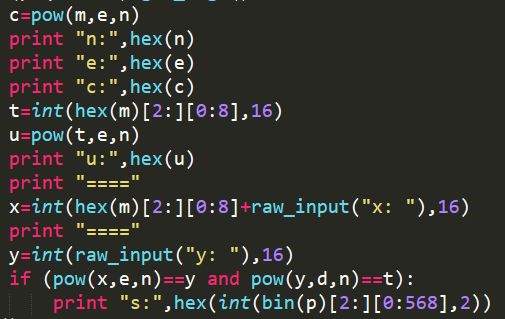 c=pow(m,e,n)
print "n:",hex(n)
print "e:",hex(e)
print "c:",hex(c)
t=int(hex(m)[2:][0:8],16)
u=pow(t,e,n)
print "u:",hex(u)
print "===="
x=int(hex(m)[2:][0:8]+raw_input("x: "),16)
print "===="
y=int(raw_input("y: "),16)
if (pow(x,e,n)==y and pow(y,d,n)==t):
    print "s:",hex(int(bin(p)[2:][0:568],2))